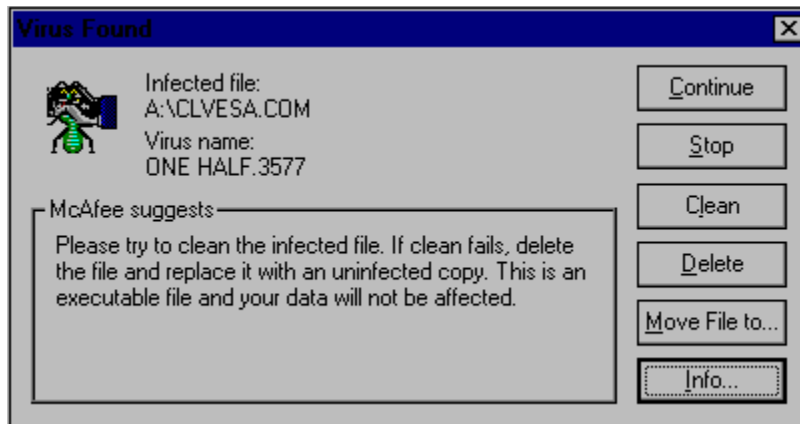 Virus Found
Infected file:
A:\CLVESA.COM
Virus name:
ONE HALF.3577
McAfee suggests
Please try to clean the infected file. If clean fails, delete
the file and replace it with an uninfected copy. This is an
executable file and your data will not be affected.
Continue
Stop
Clean
Delete
Move File to...
Info...